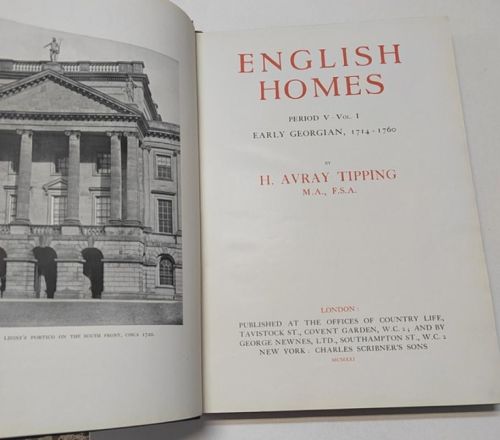 LEONI'S PORTICO ON THE SOUTH FRONT, CIRCA 1720.
ENGLISH
HOMES
PERIOD V—VOL. I
EARLY GEORGIAN, 1714-1760
BY
H. AVRAY TIPPING
M.A., F.S.A.
LONDON:
PUBLISHED AT THE OFFICES OF COUNTRY LIFE,
TAVISTOCK ST., COVENT GARDEN, W.C. 2; AND BY
GEORGE NEWNES, LTD., SOUTHAMPTON ST., W.C. 2
NEW YORK: CHARLES SCRIBNER'S SONS
MCMXXI